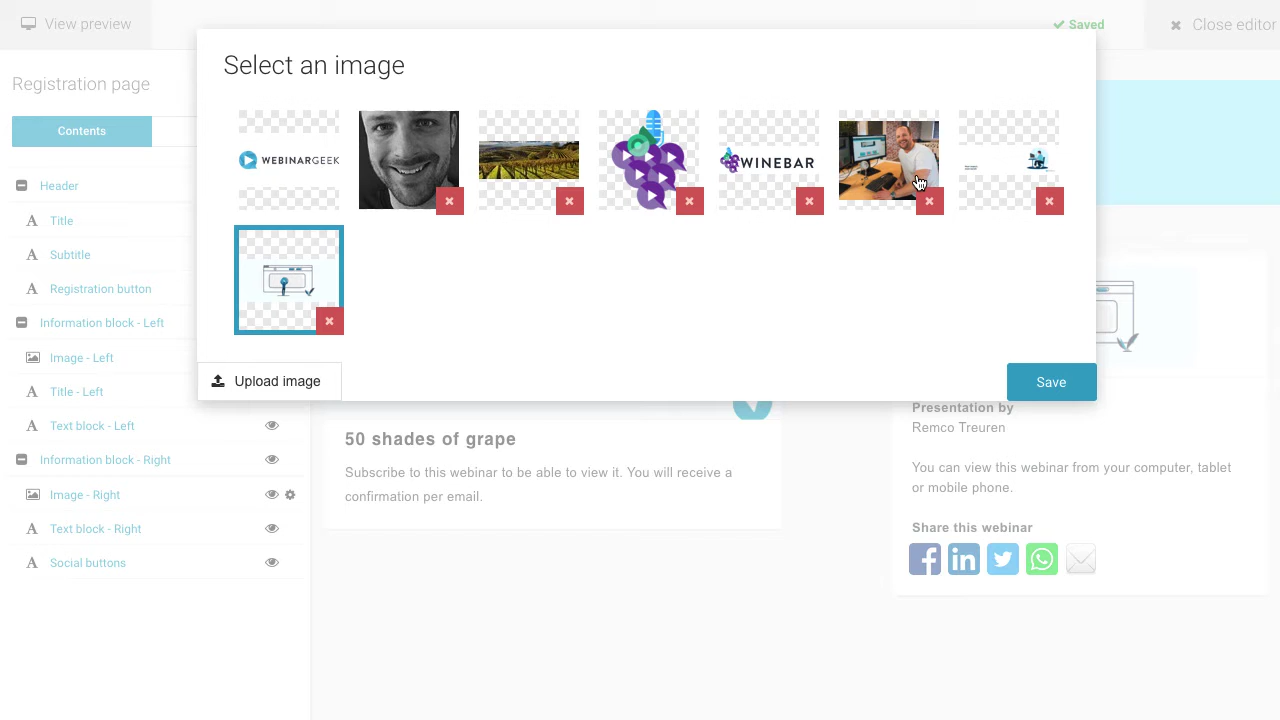 View preview
Saved
Close editor
Registration page
Select an image
Contents
WEBINARGEEK
WINEBAR
Header
Title
Subtitle
Registration button
Information block - Left
Image - Left
Title - Left
Text block - Left
Information block - Right
Image - Right
Text block - Right
Social buttons
Upload image
Save
50 shades of grape
Subscribe to this webinar to be able to view it. You will receive a
confirmation per email.
Presentation by
Remco Treuren
You can view this webinar from your computer, tablet
or mobile phone.
Share this webinar